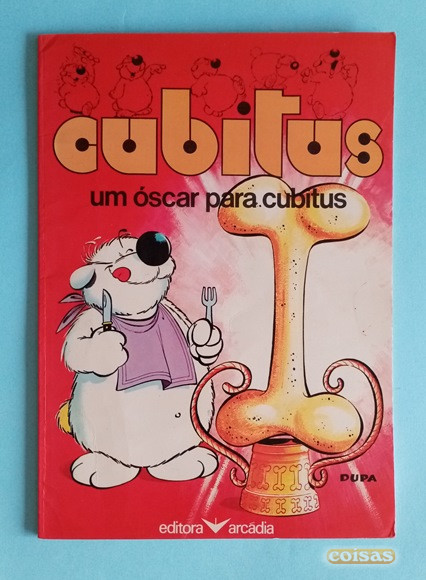 cubitus
um óscar para cubitus
DUPA
editora arcádia
coisas